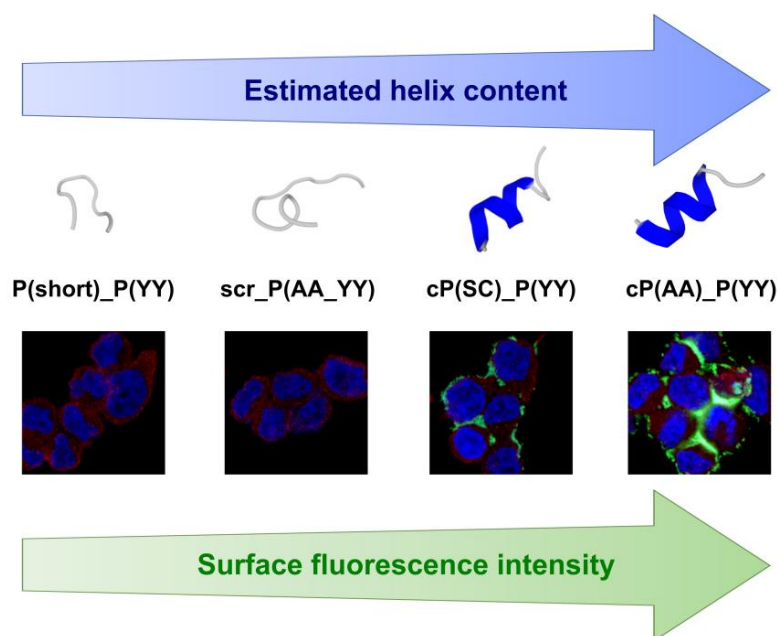 Estimated helix content
P(short)_P(YY) scr_P(AA_YY) cP(SC)_P(YY) cP(AA)_P(YY)
Surface fluorescence intensity